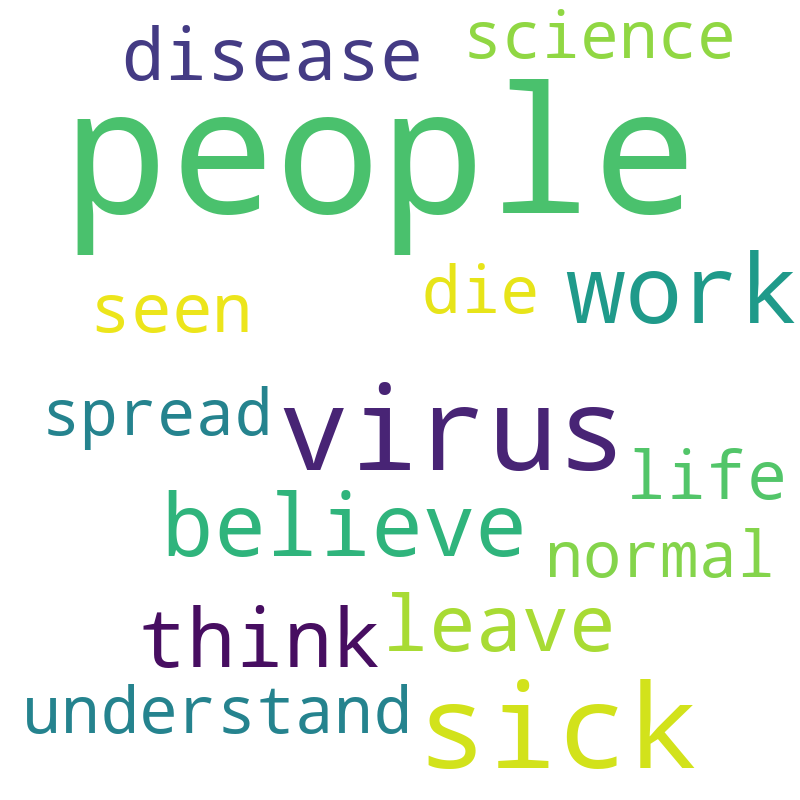 disease science
people
seen die work
spread virus
life
believe
normal
think leave
understand sick